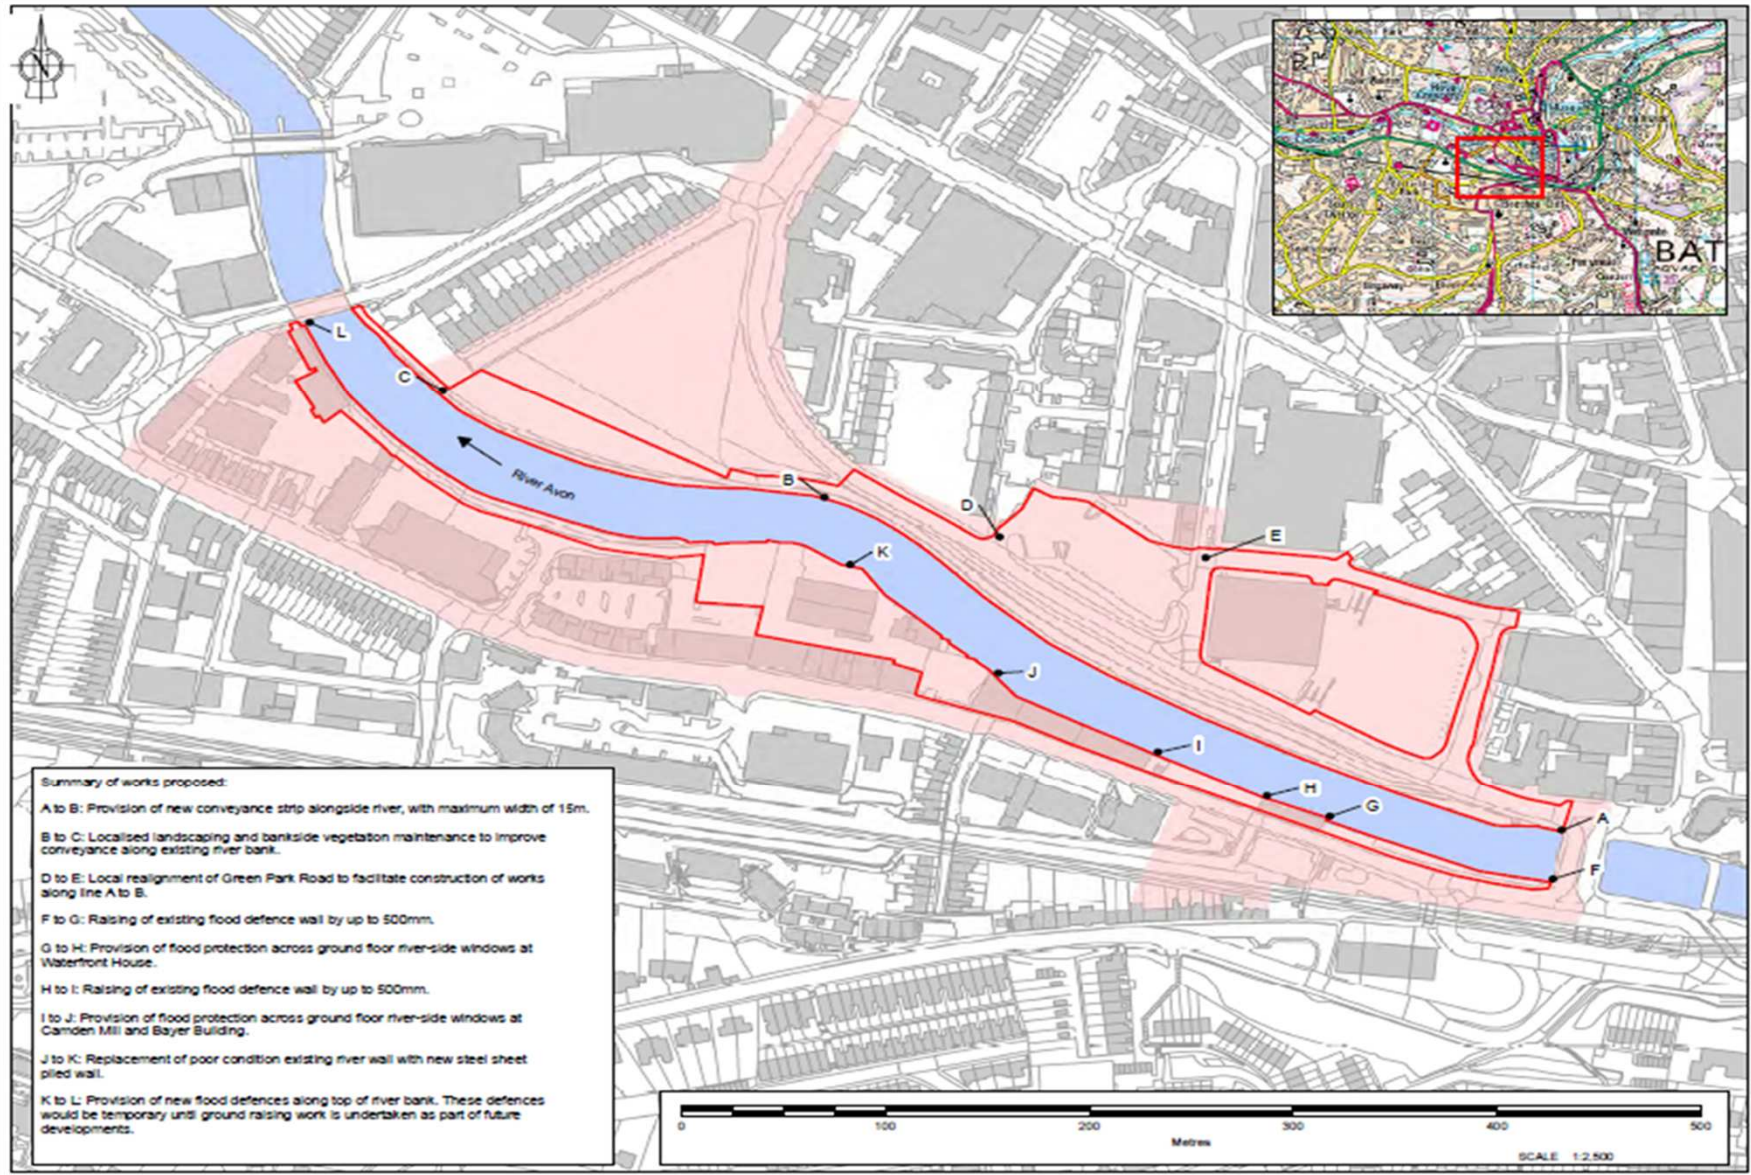 N
L
C
River Avon
B
K
D
E
J
I
H
G
A
F
BAT
Summary of works proposed:
A to B: Provision of new conveyance strip alongside river, with maximum width of 15m.
B to C: Localised landscaping and bankside vegetation maintenance to improve
conveyance along existing river bank.
D to E: Local realignment of Green Park Road to facilitate construction of works
along line A to B.
F to G: Raising of existing flood defence wall by up to 500mm.
G to H: Provision of flood protection across ground floor river-side windows at
Waterfront House.
H to I: Raising of existing flood defence wall by up to 500mm.
I to J: Provision of flood protection across ground floor river-side windows at
Camden Mill and Bayer Building.
J to K: Replacement of poor condition existing river wall with new steel sheet
piled wall.
K to L: Provision of new flood defences along top of river bank. These defences
would be temporary until ground raising work is undertaken as part of future
developments.
0 100 200 300 400 500
Metres
SCALE 1:2,500